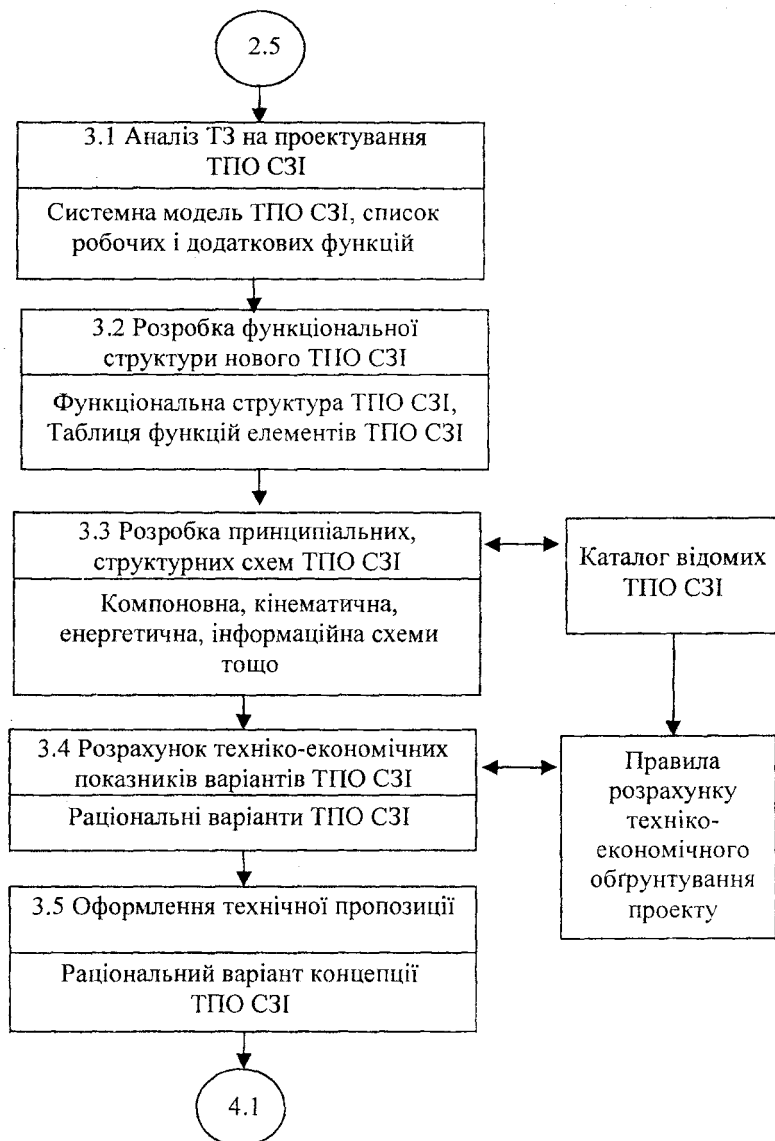 2.5
3.1 Аналіз ТЗ на проектування
ТПО СЗІ
Системна модель ТПО СЗІ, список
робочих і додаткових функцій
3.2 Розробка функціональної
структури нового ТПО СЗІ
Функціональна структура ТПО СЗІ,
Таблиця функцій елементів ТПО СЗІ
3.3 Розробка принципіальних,
структурних схем ТПО СЗІ
Компоновна, кінематична,
енергетична, інформаційна схеми
тощо
Каталог відомих
ТПО СЗІ
3.4 Розрахунок техніко-економічних
показників варіантів ТПО СЗІ
Раціональні варіанти ТПО СЗІ
Правила
розрахунку
техніко-
економічного
обґрунтування
проекту
3.5 Оформлення технічної пропозиції
Раціональний варіант концепції
ТПО СЗІ
4.1